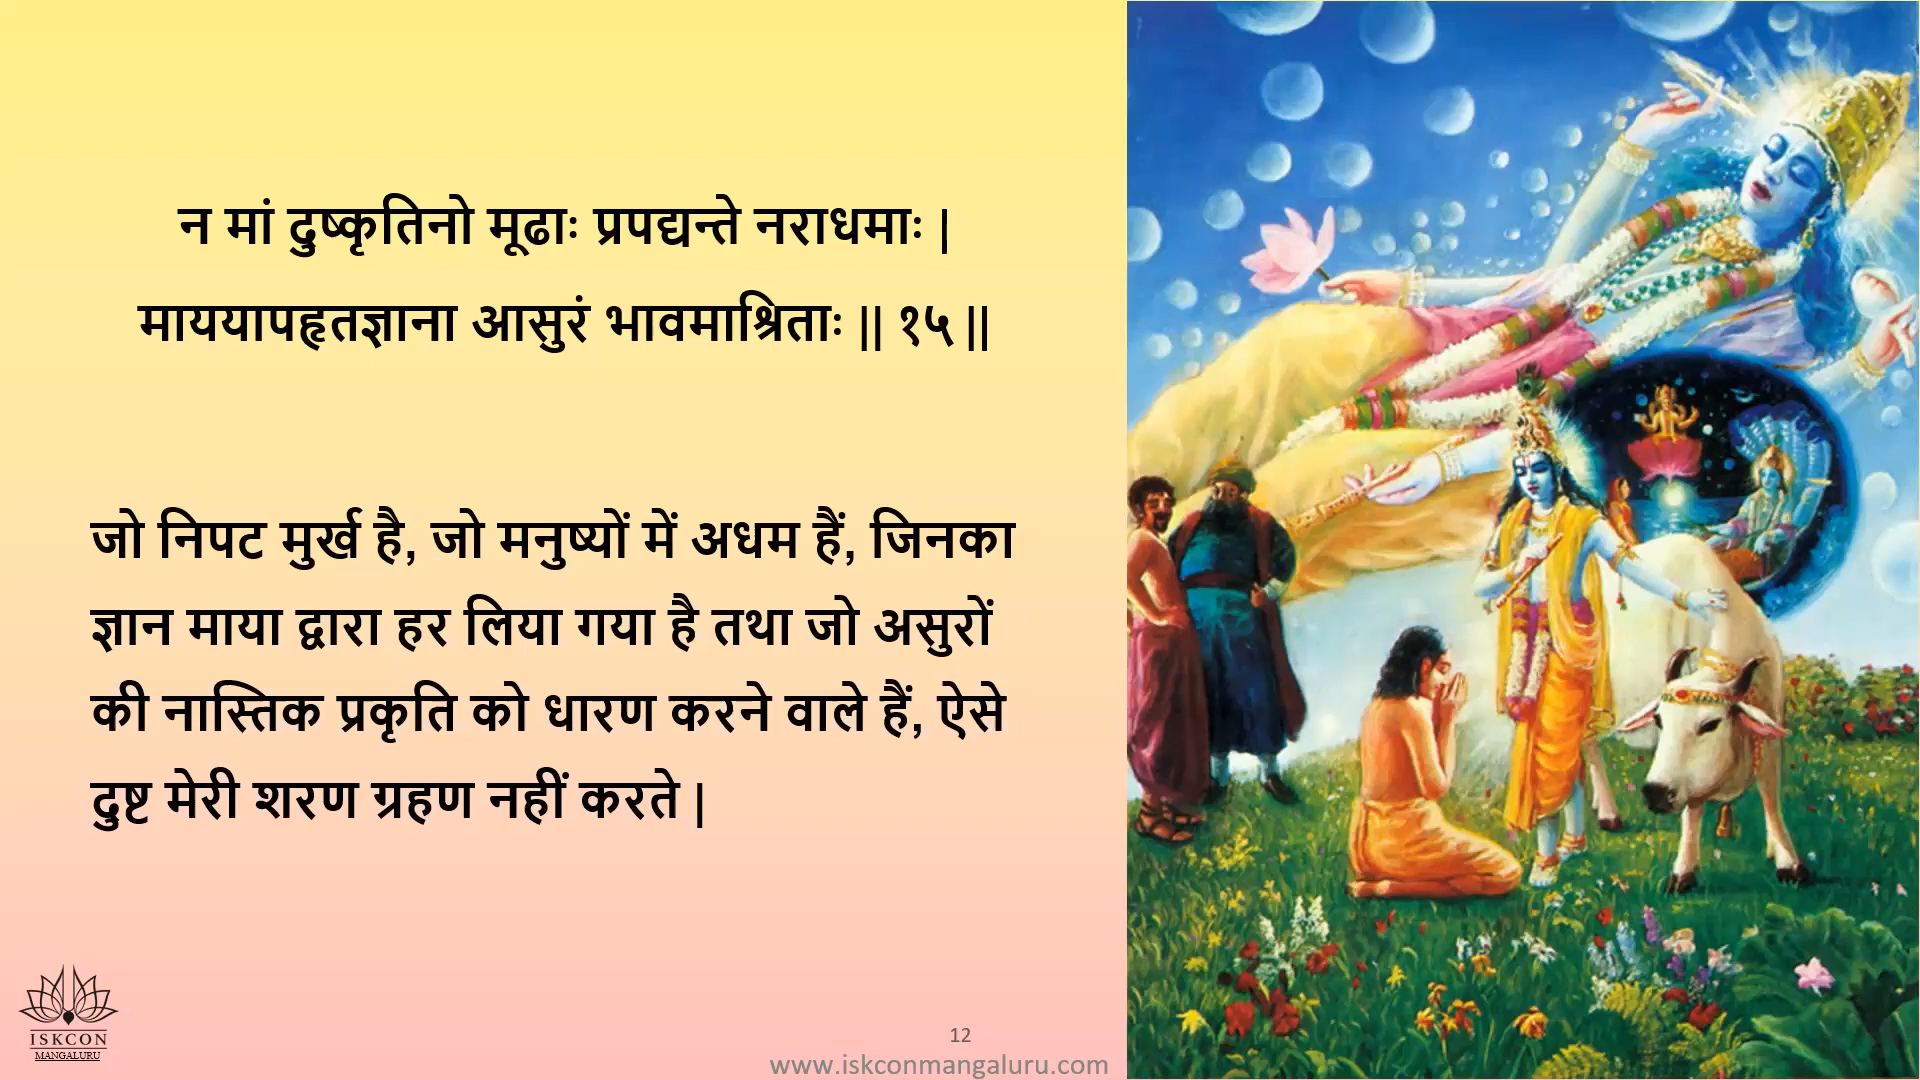 न मां दुष्कृतिनो मूढाः प्रपद्यन्ते नराधमाः |
माययापहृतज्ञाना आसुरं भावमाश्रिताः || १५ ||
जो निपट मुर्ख है, जो मनुष्यों में अधम हैं, जिनका
ज्ञान माया द्वारा हर लिया गया है तथा जो असुरों
की नास्तिक प्रकृति को धारण करने वाले हैं, ऐसे
दुष्ट मेरी शरण ग्रहण नहीं करते |
ISKCON
MANGALURU
12
www.iskconmangaluru.com